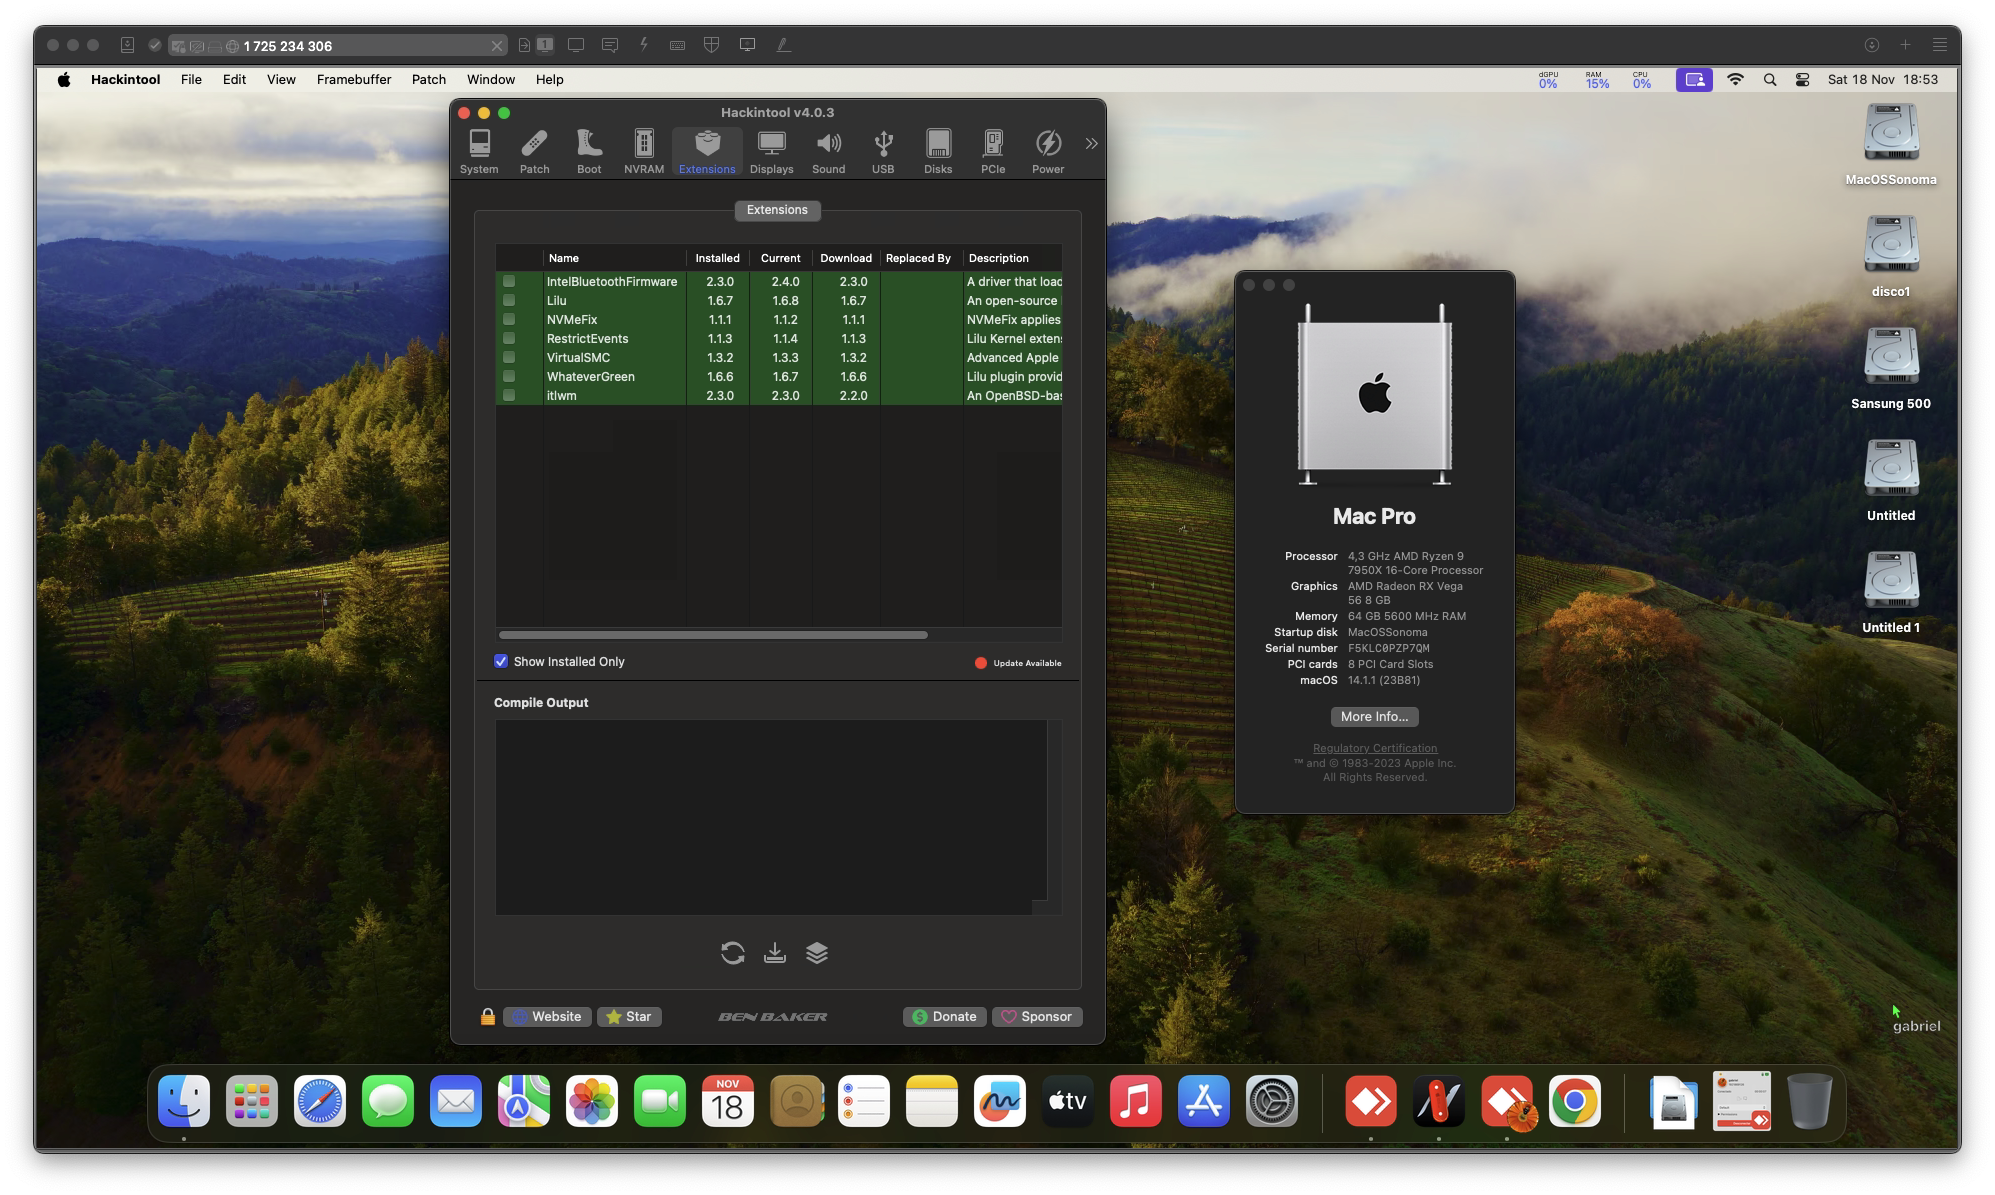 1 725 234 306
1
Hackintool File Edit View Framebuffer Patch Window Help
dGPU 0% RAM 15% CPU 0% Sat 18 Nov 18:53
Hackintool v4.0.3
System Patch Boot NVRAM Extensions Displays Sound USB Disks PCIe Power
Extensions
Name Installed Current Download Replaced By Description
IntelBluetoothFirmware 2.3.0 2.4.0 2.3.0 A driver that load
Lilu 1.6.7 1.6.8 1.6.7 An open-source
NVMeFix 1.1.1 1.1.2 1.1.1 NVMeFix applies
RestrictEvents 1.1.3 1.1.4 1.1.3 Lilu Kernel exten
VirtualSMC 1.3.2 1.3.3 1.3.2 Advanced Apple
WhateverGreen 1.6.6 1.6.7 1.6.6 Lilu plugin provid
itlwm 2.3.0 2.3.0 2.2.0 An OpenBSD-ba
Show Installed Only
Update Available
Compile Output
Website Star BEN BAKER Donate Sponsor
Mac Pro
Processor 4,3 GHz AMD Ryzen 9
7950X 16-Core Processor
Graphics AMD Radeon RX Vega
56 8 GB
Memory 64 GB 5600 MHz RAM
Startup disk MacOSSonoma
Serial number F5KLC0PZP7QM
PCI cards 8 PCI Card Slots
macOS 14.1.1 (23B81)
More Info...
Regulatory Certification
™ and © 1983-2023 Apple Inc.
All Rights Reserved.
MacOSSonoma
disco1
Sansung 500
Untitled
Untitled 1
gabriel
NOV
18
tv